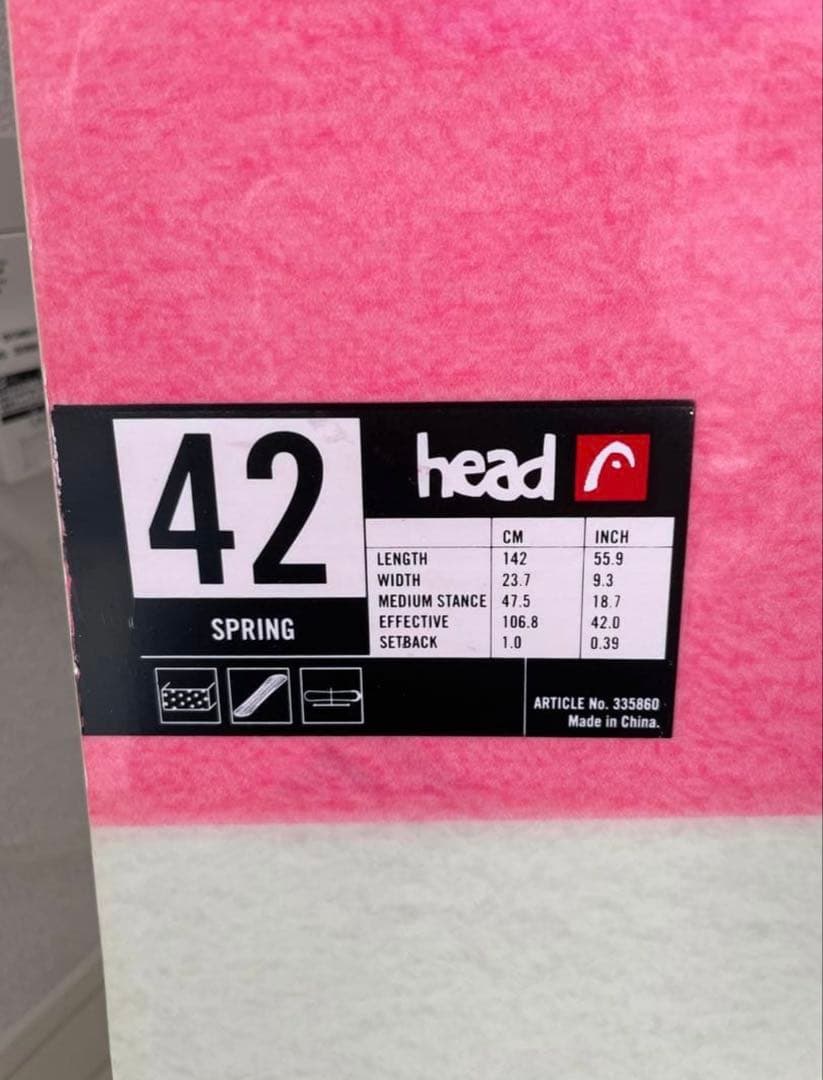 42
SPRING
head
CM INCH
LENGTH 142 55.9
WIDTH 23.7 9.3
MEDIUM STANCE 47.5 18.7
EFFECTIVE 106.8 42.0
SETBACK 1.0 0.39
ARTICLE No. 335860
Made in China.